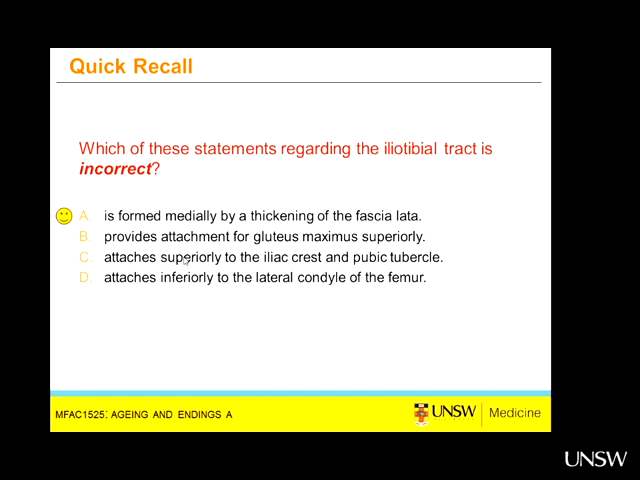 Quick Recall
Which of these statements regarding the iliotibial tract is
incorrect?
A. is formed medially by a thickening of the fascia lata.
B. provides attachment for gluteus maximus superiorly.
C. attaches superiorly to the iliac crest and pubic tubercle.
D. attaches inferiorly to the lateral condyle of the femur.
MFAC1525: AGEING AND ENDINGS A
UNSW Medicine
UNSW